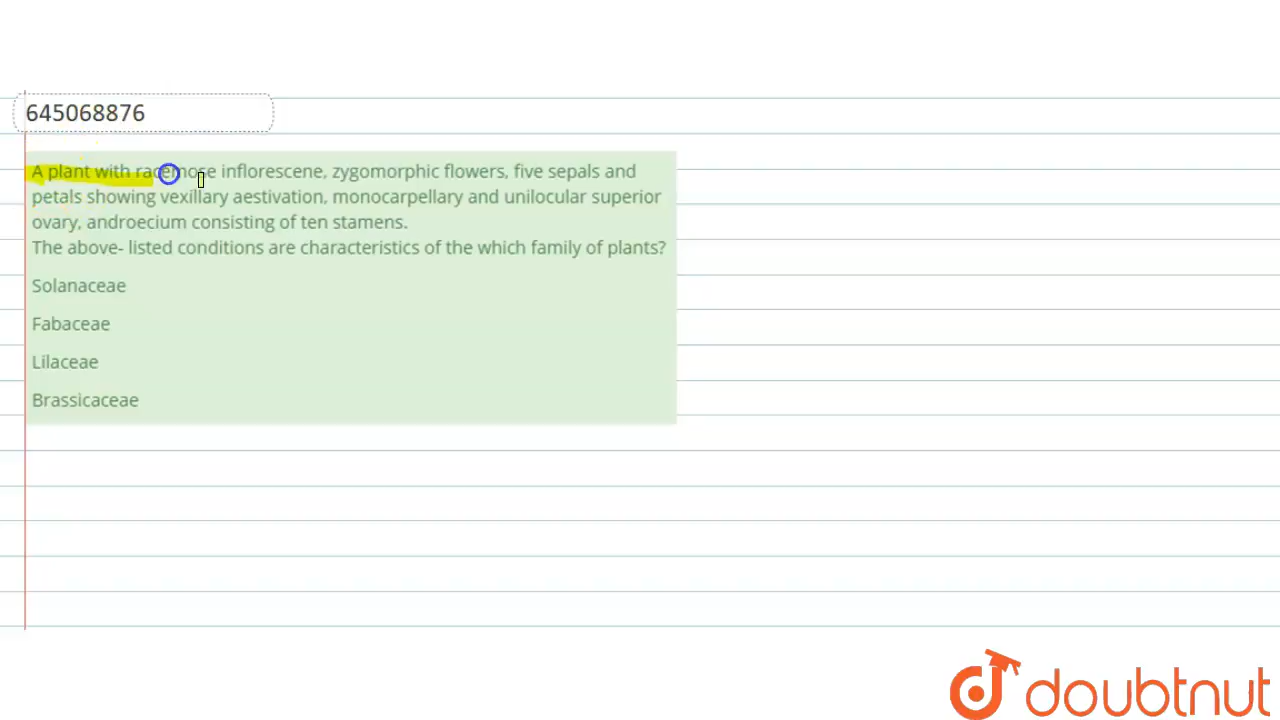 645068876
A plant with racemose inflorescene, zygomorphic flowers, five sepals and
petals showing vexillary aestivation, monocarpellary and unilocular superior
ovary, androecium consisting of ten stamens.
The above- listed conditions are characteristics of the which family of plants?
Solanaceae
Fabaceae
Lilaceae
Brassicaceae
doubtnut